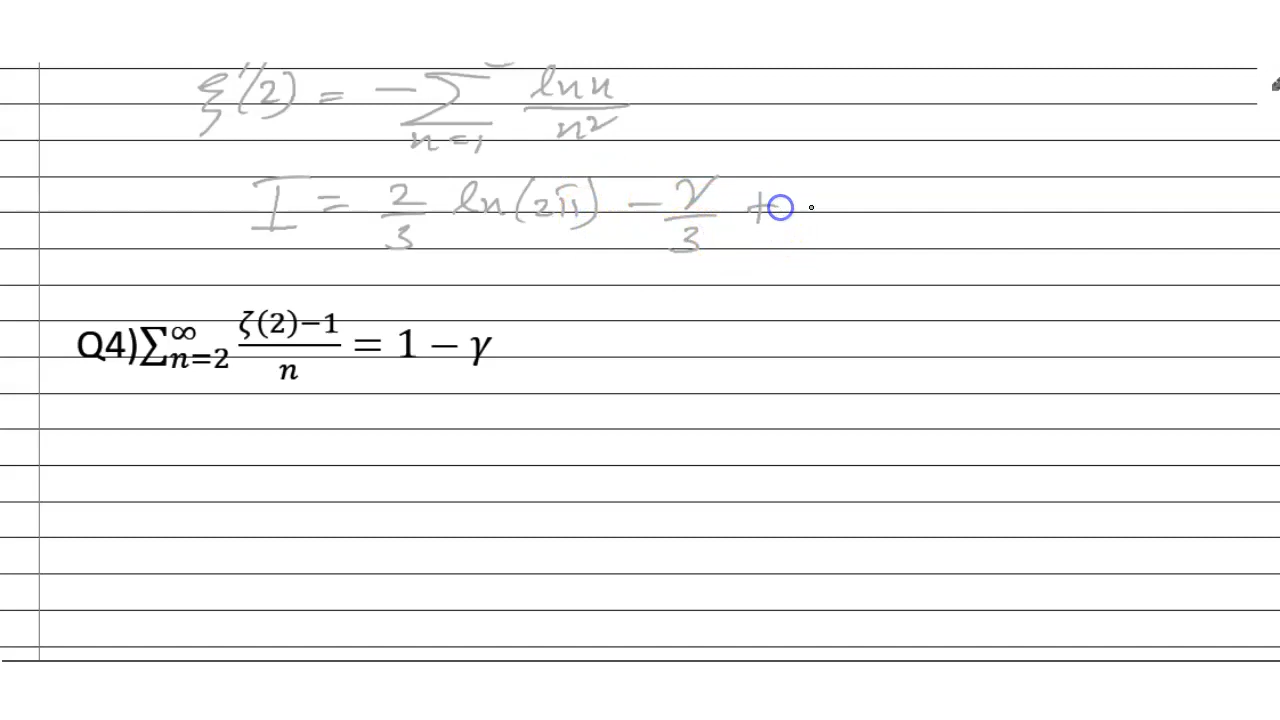 ξ'(2) = - ∑_{n=1} ln n / n²
I = 2/3 ln(2π) - γ/3 +
Q4) ∑_{n=2}^{∞} (ζ(2)−1)/n = 1 − γ